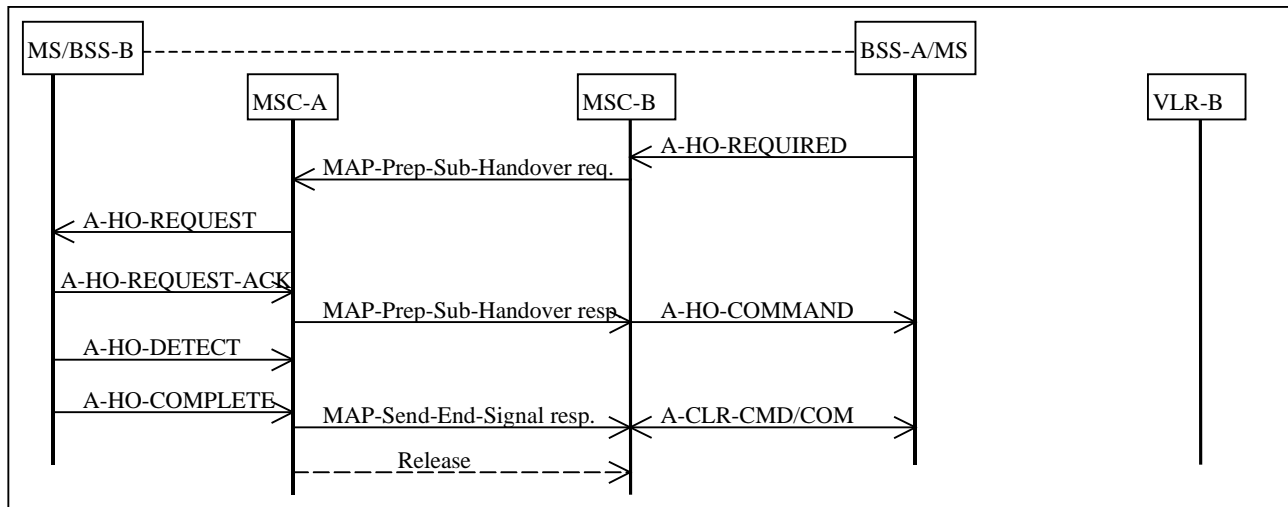 MS/BSS-B
BSS-A/MS
MSC-A
MSC-B
VLR-B
A-HO-REQUIRED
MAP-Prep-Sub-Handover req.
A-HO-REQUEST
A-HO-REQUEST-ACK
MAP-Prep-Sub-Handover resp.
A-HO-COMMAND
A-HO-DETECT
A-HO-COMPLETE
MAP-Send-End-Signal resp.
A-CLR-CMD/COM
Release